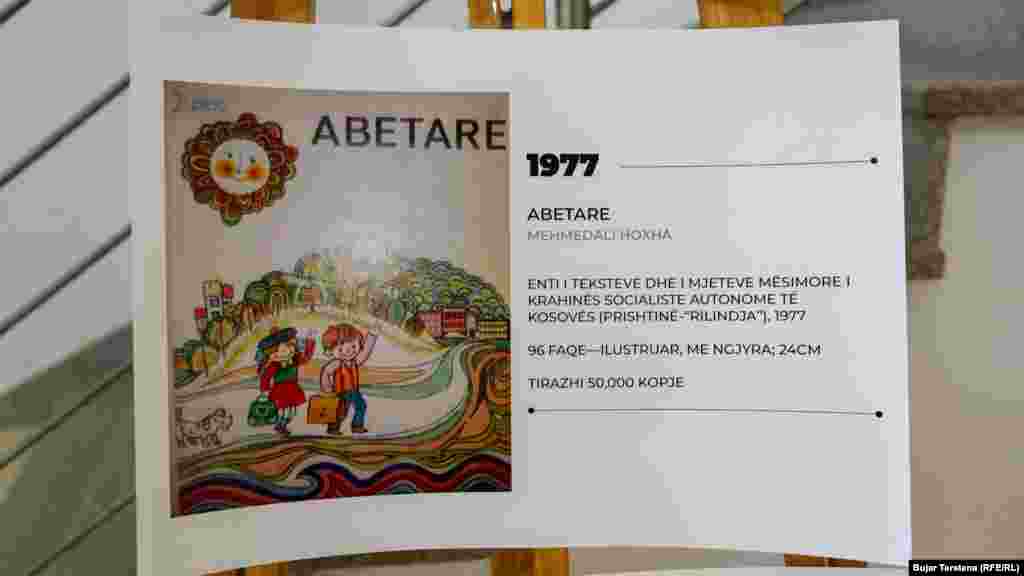 ABETARE
1977
ABETARE
MEHMEDALI HOXHA
ENTI I TEKSTEVE DHE I MJETEVE MËSIMORE I
KRAHINËS SOCIALISTE AUTONOME TË
KOSOVËS (PRISHTINË-“RILINDJA”), 1977
96 FAQE—ILUSTRUAR, ME NGJYRA; 24CM
TIRAZHI 50,000 KOPJE
Bujar Tërstena (RFE/RL)